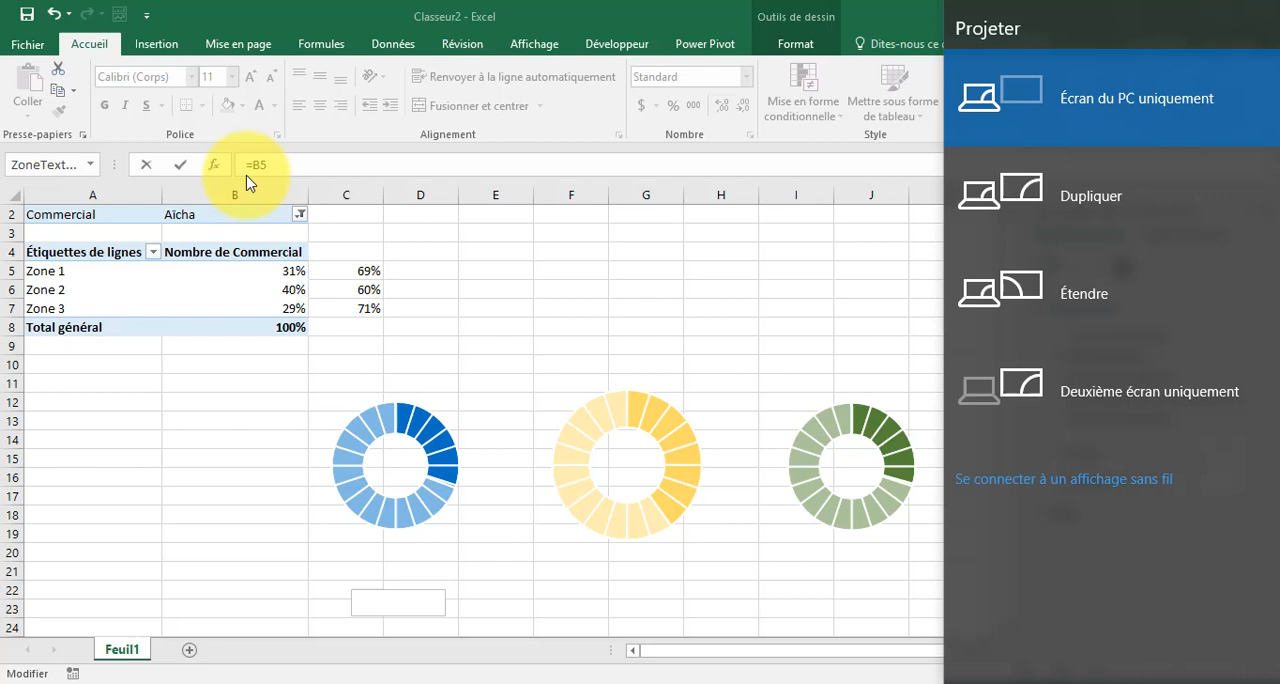 Classeur2 - Excel
Outils de dessin
Fichier Accueil Insertion Mise en page Formules Données Révision Affichage Développeur Power Pivot Format Dites-nous ce
Coller
Calibri (Corps) 11
Renvoyer à la ligne automatiquement
Standard
G I S
Fusionner et centrer
$ % 000
Mise en forme conditionnelle
Mettre sous forme de tableau
Presse-papiers Police Alignement Nombre Style
ZoneText... fx =B5
A B C D E F G H I J
2 Commercial Aïcha
3
4 Étiquettes de lignes Nombre de Commercial
5 Zone 1 31% 69%
6 Zone 2 40% 60%
7 Zone 3 29% 71%
8 Total général 100%
9
10
11
12
13
14
15
16
17
18
19
20
21
22
23
24
Feuil1
Modifier
Projeter
Écran du PC uniquement
Dupliquer
Étendre
Deuxième écran uniquement
Se connecter à un affichage sans fil